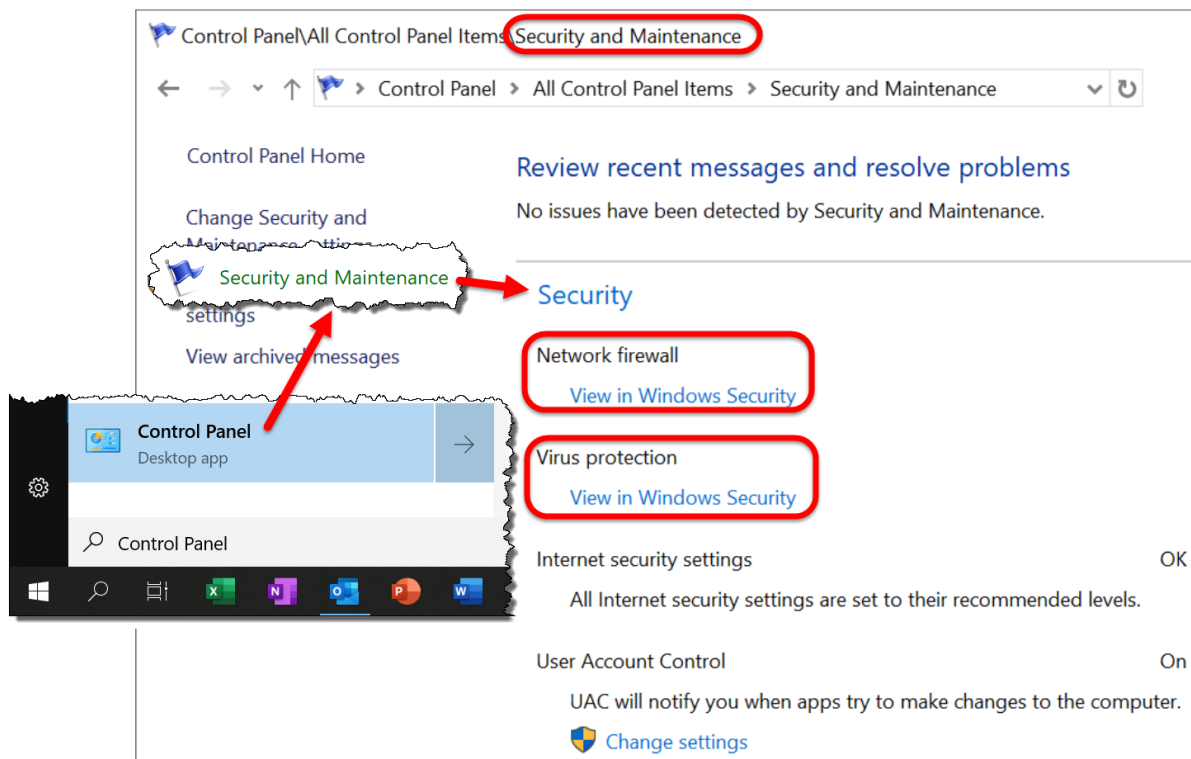 Control Panel\All Control Panel Items\Security and Maintenance
Control Panel > All Control Panel Items > Security and Maintenance
Control Panel Home
Change Security and
Maintenance settings
Security and Maintenance
settings
View archived messages
Control Panel
Desktop app
Control Panel
Review recent messages and resolve problems
No issues have been detected by Security and Maintenance.
Security
Network firewall
View in Windows Security
Virus protection
View in Windows Security
Internet security settings OK
All Internet security settings are set to their recommended levels.
User Account Control On
UAC will notify you when apps try to make changes to the computer.
Change settings
X
N
O
P
W